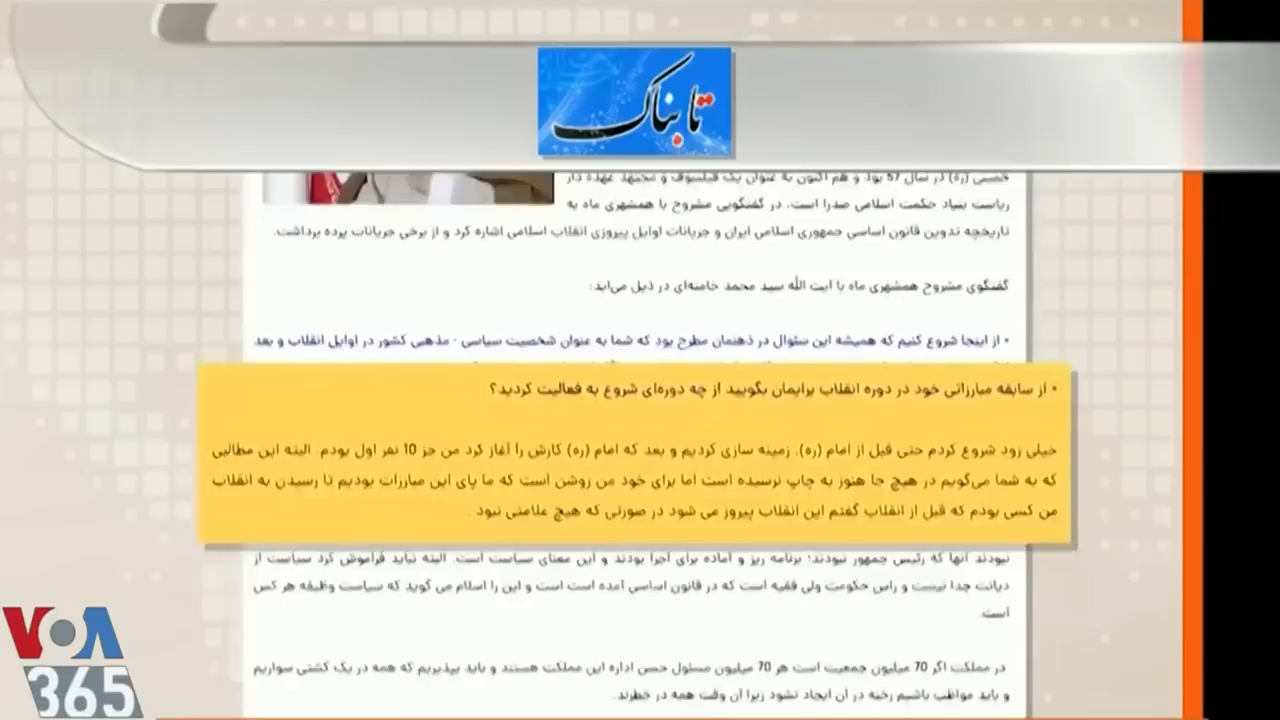 تابناک
خمینی (ره) در سال 57 بود و هم اکنون به عنوان یک فیلسوف و مجتهد عهده دار
ریاست بنیاد حکمت اسلامی صدرا است، در گفتگویی مشروح با همشهری ماه به
تاریخچه تدوین قانون اساسی جمهوری اسلامی ایران و جریانات اوایل پیروزی انقلاب اسلامی اشاره کرد و از برخی جریانات پرده برداشت.
گفتگوی مشروح همشهری ماه با آیت الله سید محمد خامنه‌ای در ذیل می‌آید:
• از اینجا شروع کنیم که همیشه این سئوال در ذهنمان مطرح بود که شما به عنوان شخصیت سیاسی - مذهبی کشور در اوایل انقلاب و بعد
• از سابقه مبارزاتی خود در دوره انقلاب برایمان بگویید از چه دوره‌ای شروع به فعالیت کردید؟
خیلی زود شروع کردم حتی قبل از امام (ره). زمینه سازی کردیم و بعد که امام (ره) کارش را آغاز کرد من جز 10 نفر اول بودم. البته این مطالبی
که به شما می‌گویم در هیچ جا هنوز به چاپ نرسیده است اما برای خود من روشن است که ما پای این مبارزات بودیم تا رسیدن به انقلاب
من کسی بودم که قبل از انقلاب گفتم این انقلاب پیروز می شود در صورتی که هیچ علامتی نبود .
نبودند آنها که رئیس جمهور نبودند؛ برنامه ریز و آماده برای اجرا بودند و این معنای سیاست است. البته نباید فراموش کرد سیاست از
دیانت جدا نیست و راس حکومت ولی فقیه است که در قانون اساسی آمده است است و این را اسلام می گوید که سیاست وظیفه هر کس
است.
در مملکت اگر 70 میلیون جمعیت است هر 70 میلیون مسئول حسن اداره این مملکت هستند و باید بپذیریم که همه در یک کشتی سواریم
و باید مواظب باشیم رخنه در آن ایجاد نشود زیرا آن وقت همه در خطرند.
VOA
365